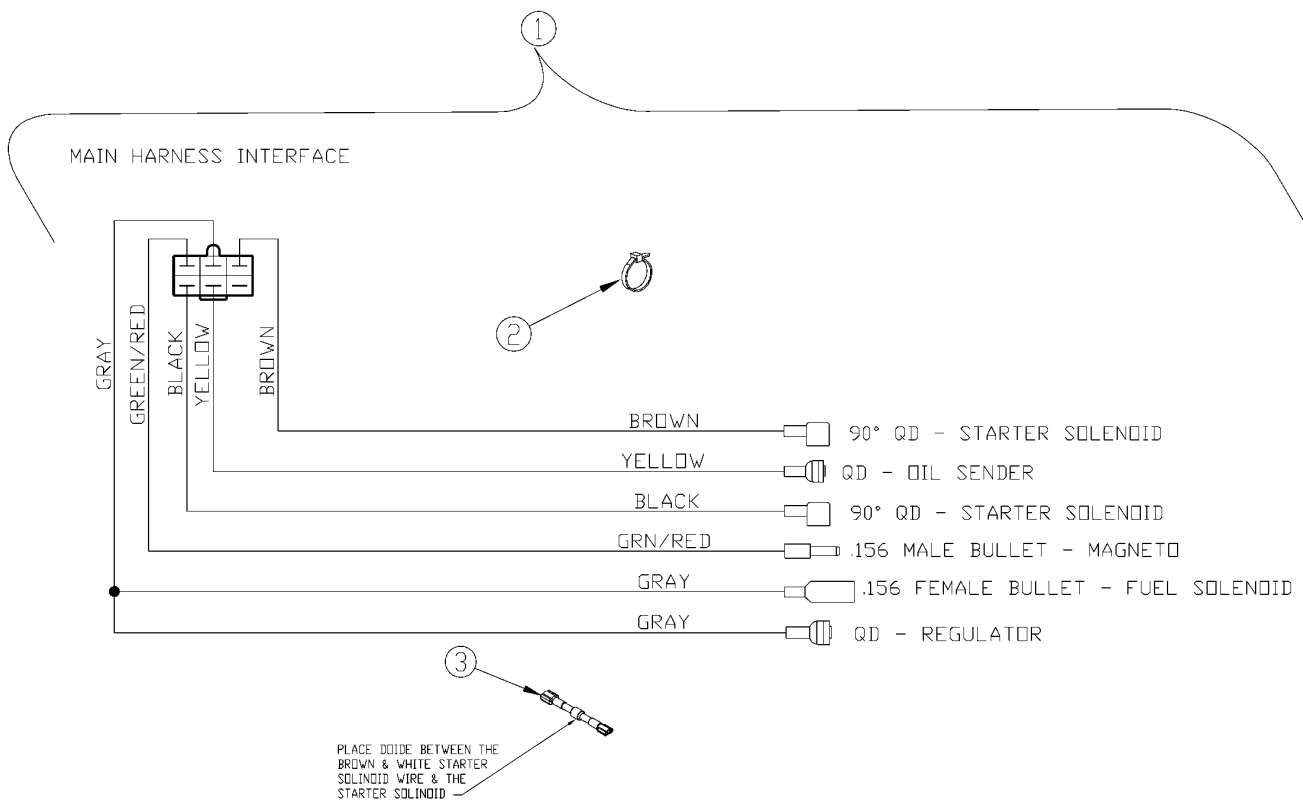 1
MAIN HARNESS INTERFACE
2
GRAY
GREEN/RED
BLACK
YELLOW
BROWN
BROWN
90° QD - STARTER SOLENOID
YELLOW
QD - OIL SENDER
BLACK
90° QD - STARTER SOLENOID
GRN/RED
.156 MALE BULLET - MAGNETO
GRAY
.156 FEMALE BULLET - FUEL SOLENOID
GRAY
QD - REGULATOR
3
PLACE DOIDE BETWEEN THE
BROWN & WHITE STARTER
SOLINOID WIRE & THE
STARTER SOLINOID